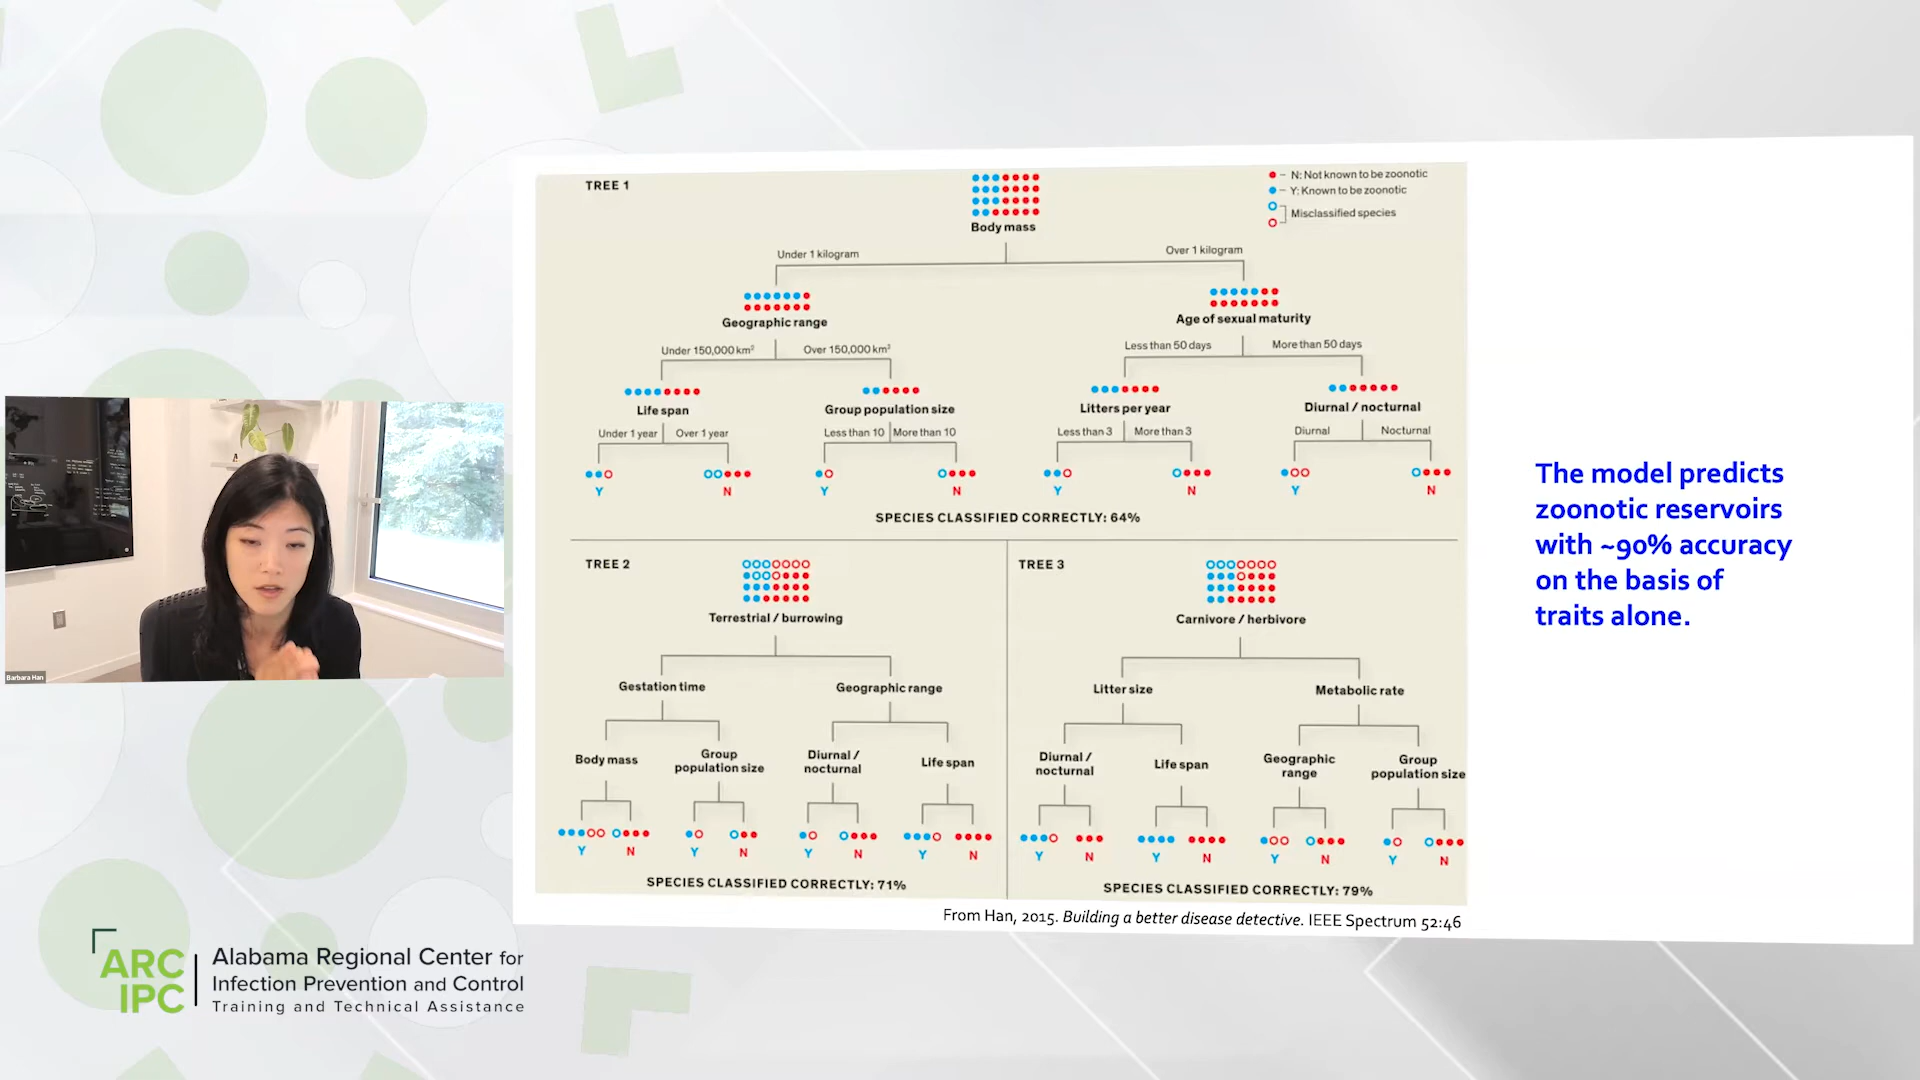 TREE 1
N: Not known to be zoonotic
Y: Known to be zoonotic
Misclassified species
Body mass
Under 1 kilogram
Over 1 kilogram
Geographic range
Age of sexual maturity
Under 150,000 km²
Over 150,000 km²
Less than 50 days
More than 50 days
Life span
Group population size
Litters per year
Diurnal / nocturnal
Under 1 year
Over 1 year
Less than 10
More than 10
Less than 3
More than 3
Diurnal
Nocturnal
Y
N
Y
N
Y
N
Y
N
SPECIES CLASSIFIED CORRECTLY: 64%
TREE 2
Terrestrial / burrowing
Gestation time
Geographic range
Body mass
Group
population size
Diurnal /
nocturnal
Life span
Y
N
Y
N
Y
N
Y
N
SPECIES CLASSIFIED CORRECTLY: 71%
TREE 3
Carnivore / herbivore
Litter size
Metabolic rate
Diurnal /
nocturnal
Life span
Geographic
range
Group
population size
Y
N
Y
N
Y
N
Y
N
SPECIES CLASSIFIED CORRECTLY: 79%
From Han, 2015. Building a better disease detective. IEEE Spectrum 52:46
The model predicts
zoonotic reservoirs
with ~90% accuracy
on the basis of
traits alone.
Barbara Han
ARC
IPC
Alabama Regional Center for
Infection Prevention and Control
Training and Technical Assistance